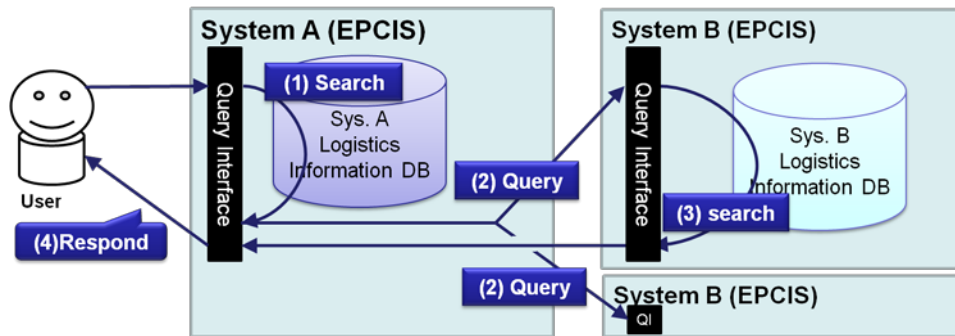 System A (EPCIS)
System B (EPCIS)
(1) Search
Query Interface
Sys. A
Logistics
Information DB
User
(4)Respond
(2) Query
Query Interface
Sys. B
Logistics
Information DB
(3) search
(2) Query
System B (EPCIS)
QI